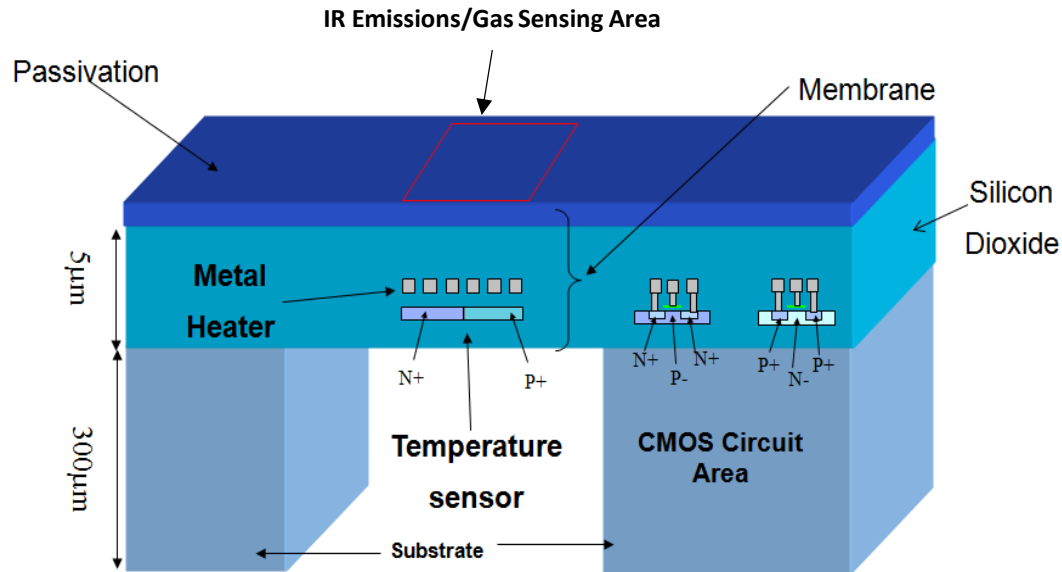 IR Emissions/Gas Sensing Area
Passivation
Membrane
Silicon
Dioxide
5μm
Metal
Heater
N+
P+
N+
P-
N+
P+
N-
P+
300μm
Temperature
sensor
CMOS Circuit
Area
Substrate